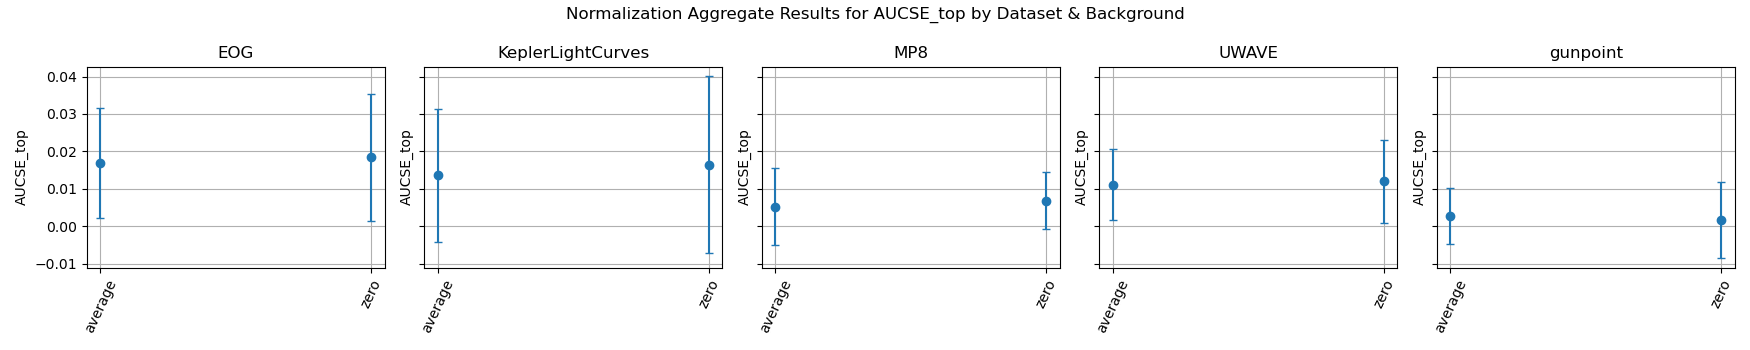 Normalization Aggregate Results for AUCSE_top by Dataset & Background
EOG
KeplerLightCurves
MP8
UWAVE
gunpoint
0.04
0.03
0.02
0.01
0.00
−0.01
AUCSE_top
AUCSE_top
AUCSE_top
AUCSE_top
AUCSE_top
average
zero
average
zero
average
zero
average
zero
average
zero